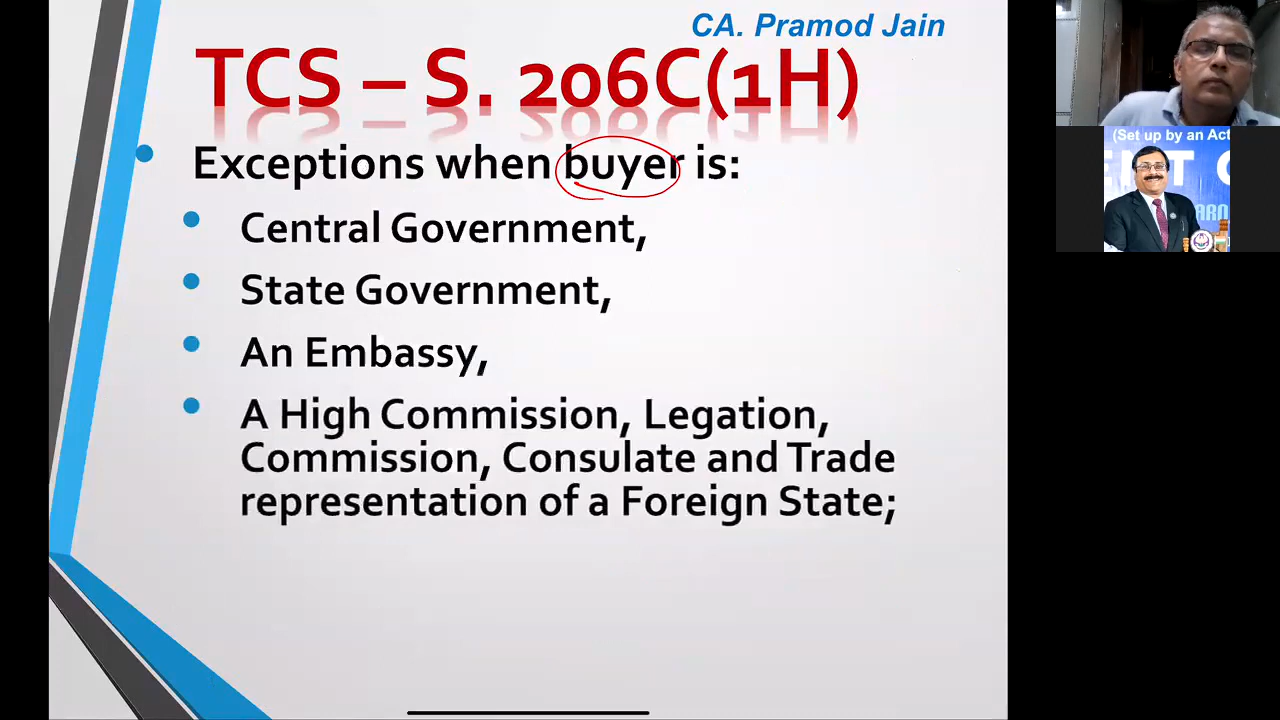 CA. Pramod Jain
TCS – S. 206C(1H)
• Exceptions when buyer is:
• Central Government,
• State Government,
• An Embassy,
• A High Commission, Legation,
Commission, Consulate and Trade
representation of a Foreign State;
(Set up by an Act
ENT